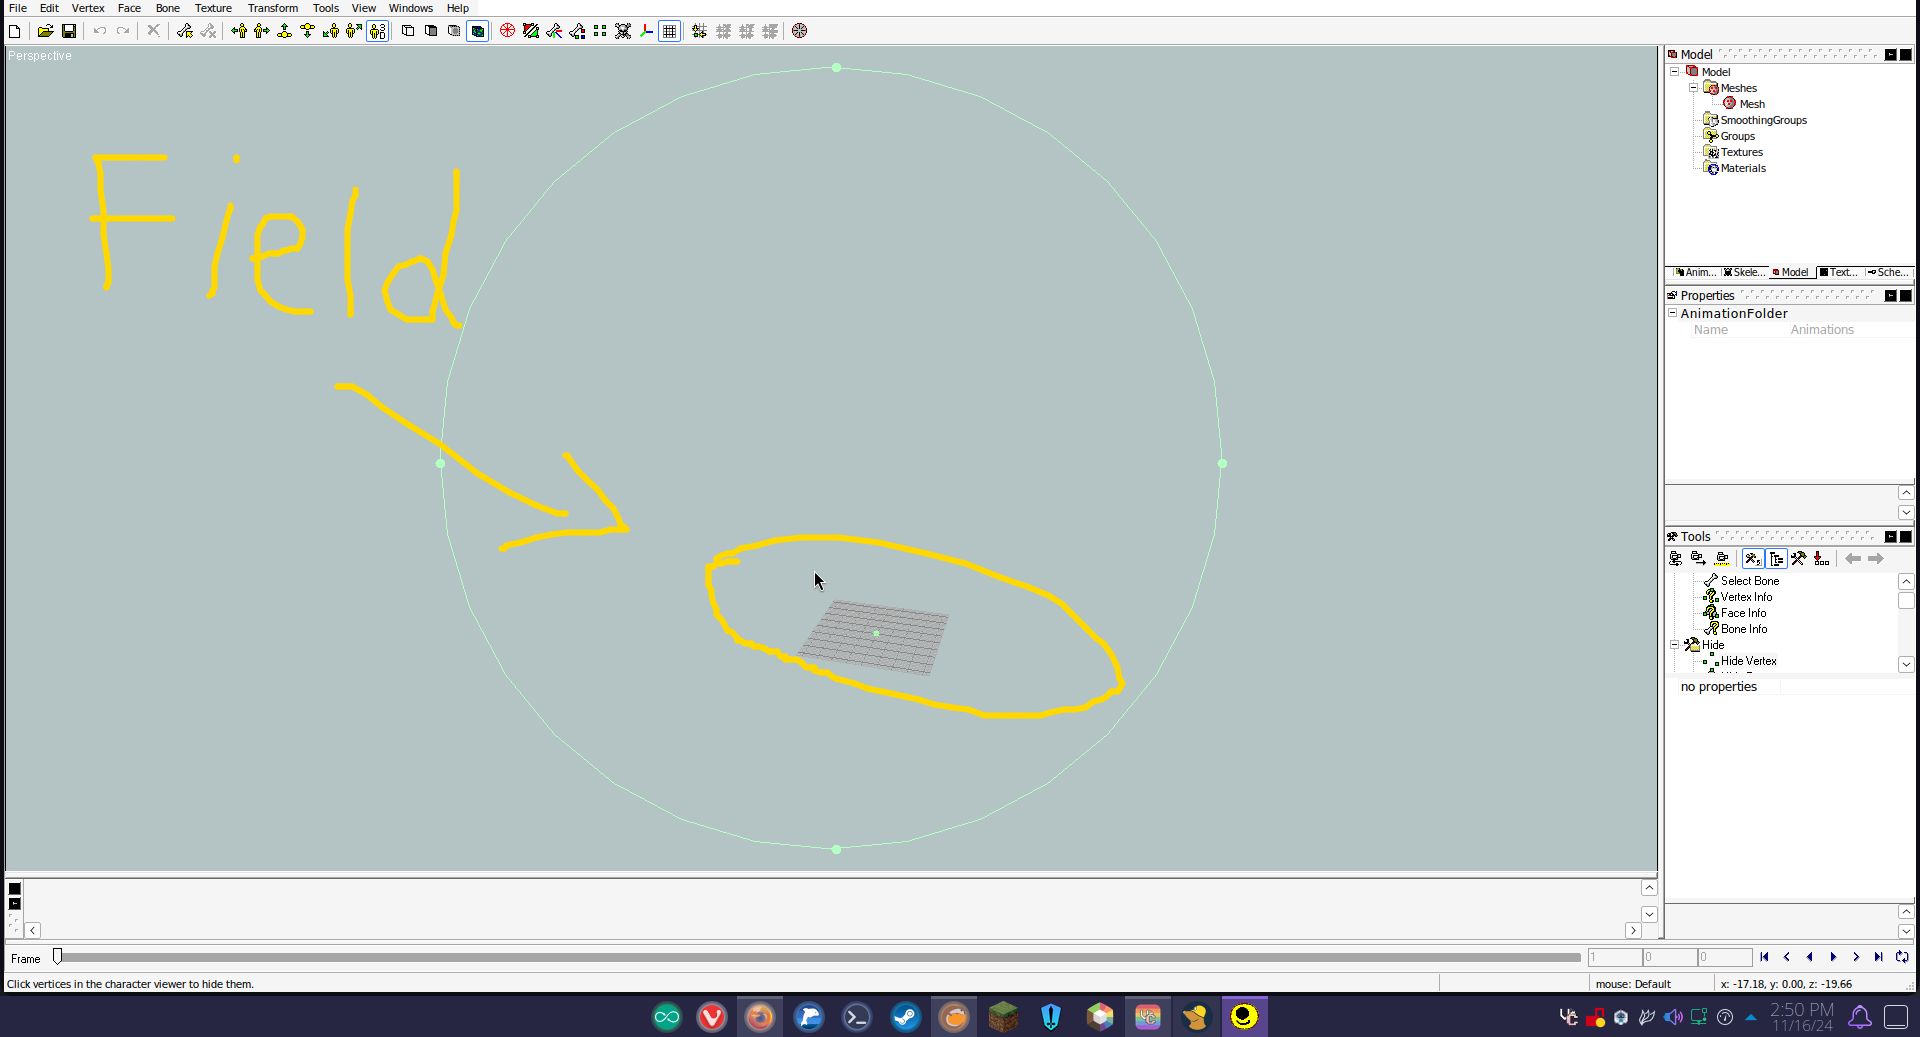 File Edit Vertex Face Bone Texture Transform Tools View Windows Help
Perspective
Field
Model
Model
Meshes
Mesh
SmoothingGroups
Groups
Textures
Materials
Anim... Skele... Model Text... Sche...
Properties
AnimationFolder
Name Animations
Tools
Select Bone
Vertex Info
Face Info
Bone Info
Hide
Hide Vertex
no properties
Frame
1 0 0
Click vertices in the character viewer to hide them.
mouse: Default
x: -17.18, y: 0.00, z: -19.66
UC
2:50 PM
11/16/24